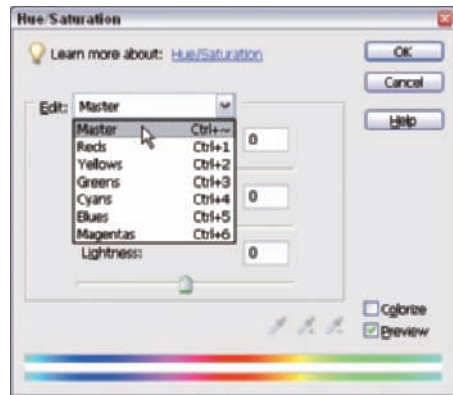 Hue/Saturation
Learn more about: Hue/Saturation
OK
Cancel
Help
Edit: Master
Master Ctrl+~
Reds Ctrl+1
Yellows Ctrl+2
Greens Ctrl+3
Cyans Ctrl+4
Blues Ctrl+5
Magentas Ctrl+6
0
0
Lightness: 0
Colorize
Preview